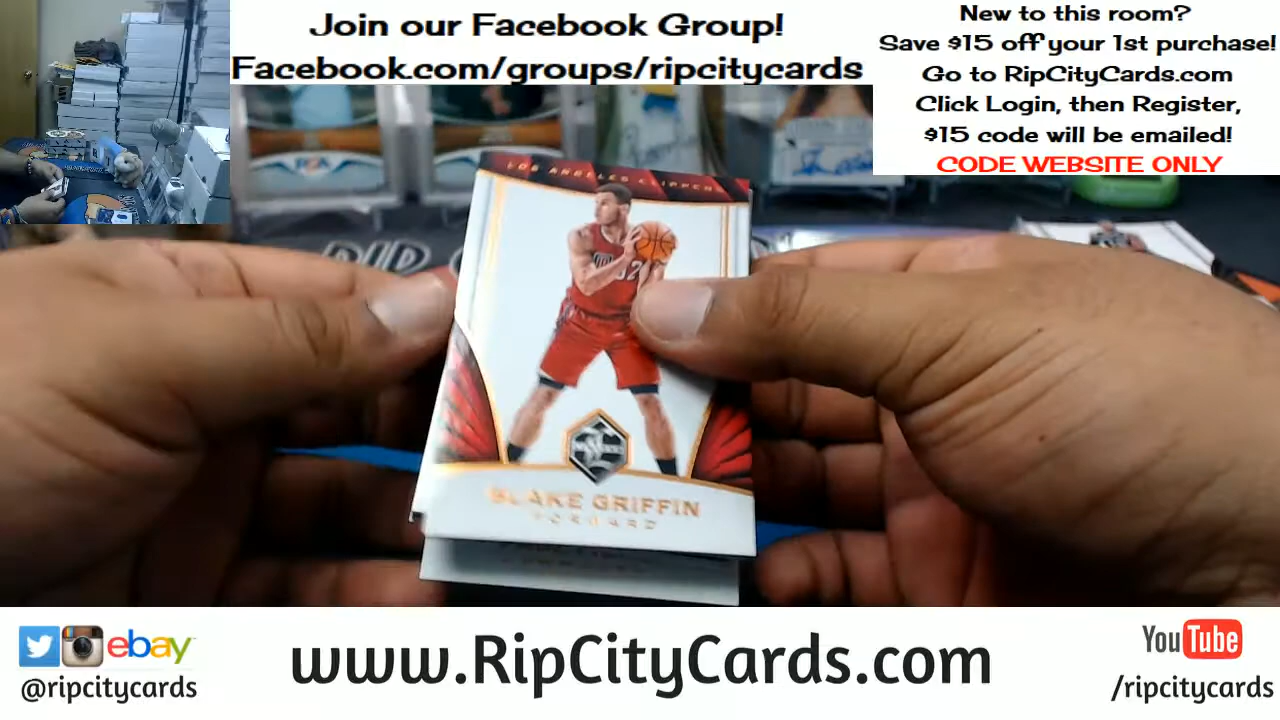 Join our Facebook Group!
Facebook.com/groups/ripcitycards
New to this room?
Save $15 off your 1st purchase!
Go to RipCityCards.com
Click Login, then Register,
$15 code will be emailed!
CODE WEBSITE ONLY
RIP
LOS ANGELES CLIPPERS
32
BLAKE GRIFFIN
FORWARD
ebay
@ripcitycards
www.RipCityCards.com
YouTube
/ripcitycards